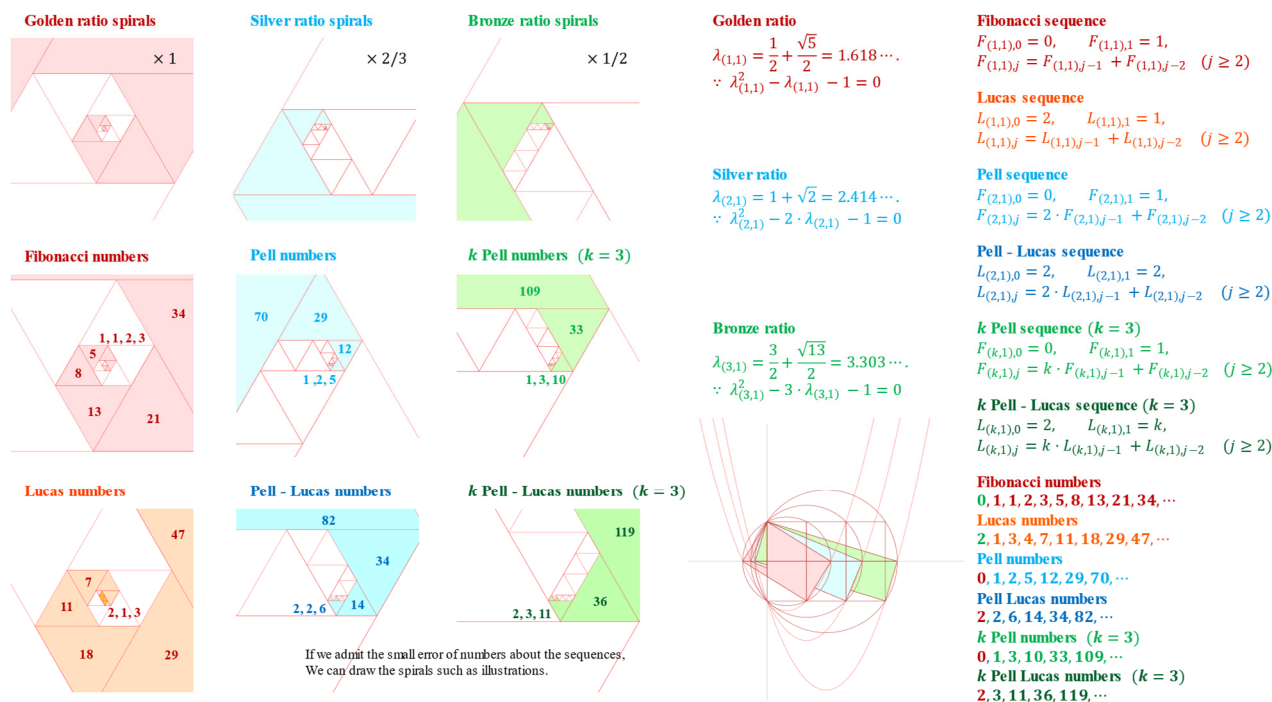 Golden ratio spirals
× 1
Silver ratio spirals
× 2/3
Bronze ratio spirals
× 1/2
Fibonacci numbers
34
1, 1, 2, 3
5
8
13
21
Pell numbers
70
29
12
1 ,2, 5
k Pell numbers (k = 3)
109
33
1, 3, 10
Lucas numbers
47
7
11
2, 1, 3
18
29
Pell - Lucas numbers
82
34
2, 2, 6
14
k Pell - Lucas numbers (k = 3)
119
2, 3, 11
36
If we admit the small error of numbers about the sequences,
We can draw the spirals such as illustrations.
Golden ratio
λ(1,1) = 1/2 + √5/2 = 1.618 ⋯.
∵ λ²(1,1) − λ(1,1) − 1 = 0
Silver ratio
λ(2,1) = 1 + √2 = 2.414 ⋯.
∵ λ²(2,1) − 2 · λ(2,1) − 1 = 0
Bronze ratio
λ(3,1) = 3/2 + √13/2 = 3.303 ⋯.
∵ λ²(3,1) − 3 · λ(3,1) − 1 = 0
Fibonacci sequence
F(1,1),0 = 0, F(1,1),1 = 1,
F(1,1),j = F(1,1),j−1 + F(1,1),j−2 (j ≥ 2)
Lucas sequence
L(1,1),0 = 2, L(1,1),1 = 1,
L(1,1),j = L(1,1),j−1 + L(1,1),j−2 (j ≥ 2)
Pell sequence
F(2,1),0 = 0, F(2,1),1 = 1,
F(2,1),j = 2 · F(2,1),j−1 + F(2,1),j−2 (j ≥ 2)
Pell - Lucas sequence
L(2,1),0 = 2, L(2,1),1 = 2,
L(2,1),j = 2 · L(2,1),j−1 + L(2,1),j−2 (j ≥ 2)
k Pell sequence (k = 3)
F(k,1),0 = 0, F(k,1),1 = 1,
F(k,1),j = k · F(k,1),j−1 + F(k,1),j−2 (j ≥ 2)
k Pell - Lucas sequence (k = 3)
L(k,1),0 = 2, L(k,1),1 = k,
L(k,1),j = k · L(k,1),j−1 + L(k,1),j−2 (j ≥ 2)
Fibonacci numbers
0, 1, 1, 2, 3, 5, 8, 13, 21, 34, ⋯
Lucas numbers
2, 1, 3, 4, 7, 11, 18, 29, 47, ⋯
Pell numbers
0, 1, 2, 5, 12, 29, 70, ⋯
Pell Lucas numbers
2, 2, 6, 14, 34, 82, ⋯
k Pell numbers (k = 3)
0, 1, 3, 10, 33, 109, ⋯
k Pell Lucas numbers (k = 3)
2, 3, 11, 36, 119, ⋯